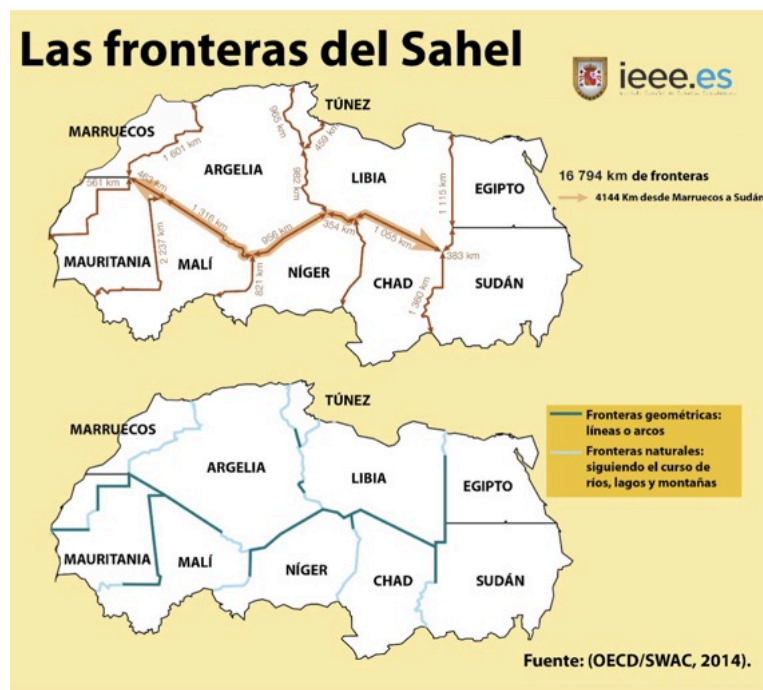 Las fronteras del Sahel
ieee.es
TÚNEZ
MARRUECOS
965 km
459 km
1 601 km
ARGELIA
982 km
LIBIA
1 115 km
EGIPTO
16 794 km de fronteras
4144 Km desde Marruecos a Sudán
1 561 km
463 km
1 316 km
956 km
354 km
1 055 km
383 km
2 237 km
MAURITANIA
MALÍ
821 km
NÍGER
CHAD
1 360 km
SUDÁN
TÚNEZ
MARRUECOS
ARGELIA
LIBIA
EGIPTO
Fronteras geométricas:
líneas o arcos
Fronteras naturales:
siguiendo el curso de
ríos, lagos y montañas
MAURITANIA
MALÍ
NÍGER
CHAD
SUDÁN
Fuente: (OECD/SWAC, 2014).